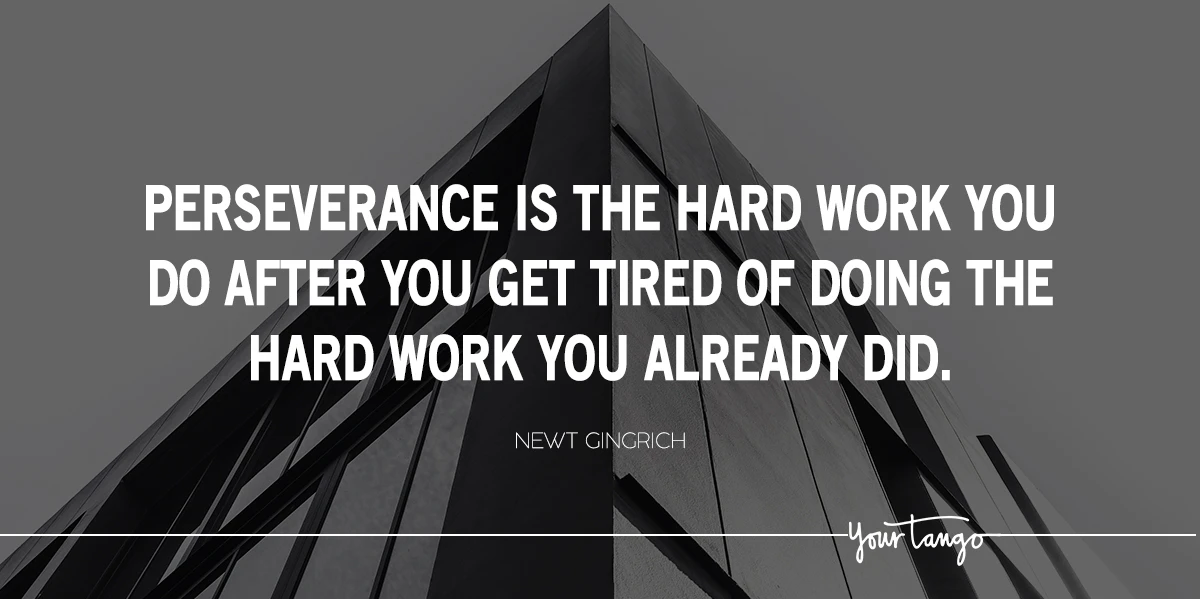 PERSEVERANCE IS THE HARD WORK YOU
DO AFTER YOU GET TIRED OF DOING THE
HARD WORK YOU ALREADY DID.
NEWT GINGRICH
Yourtango